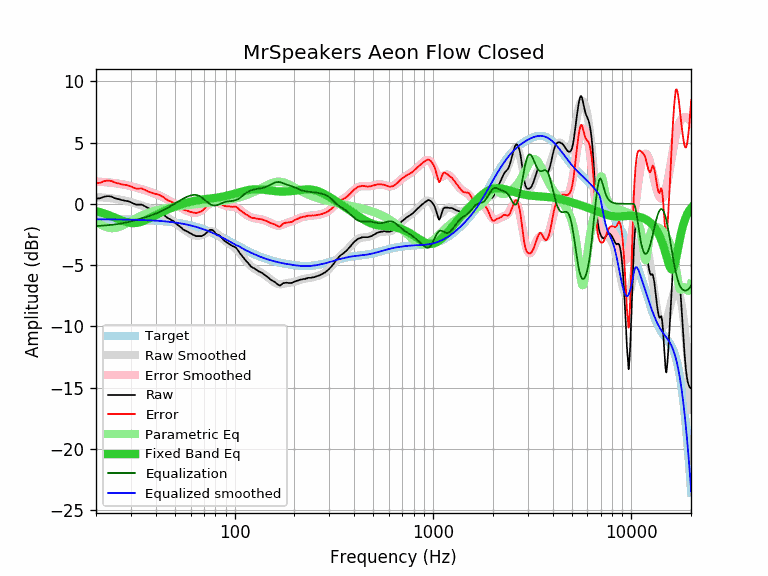 MrSpeakers Aeon Flow Closed
10
5
0
−5
−10
−15
−20
−25
Amplitude (dBr)
Target
Raw Smoothed
Error Smoothed
Raw
Error
Parametric Eq
Fixed Band Eq
Equalization
Equalized smoothed
100
1000
10000
Frequency (Hz)